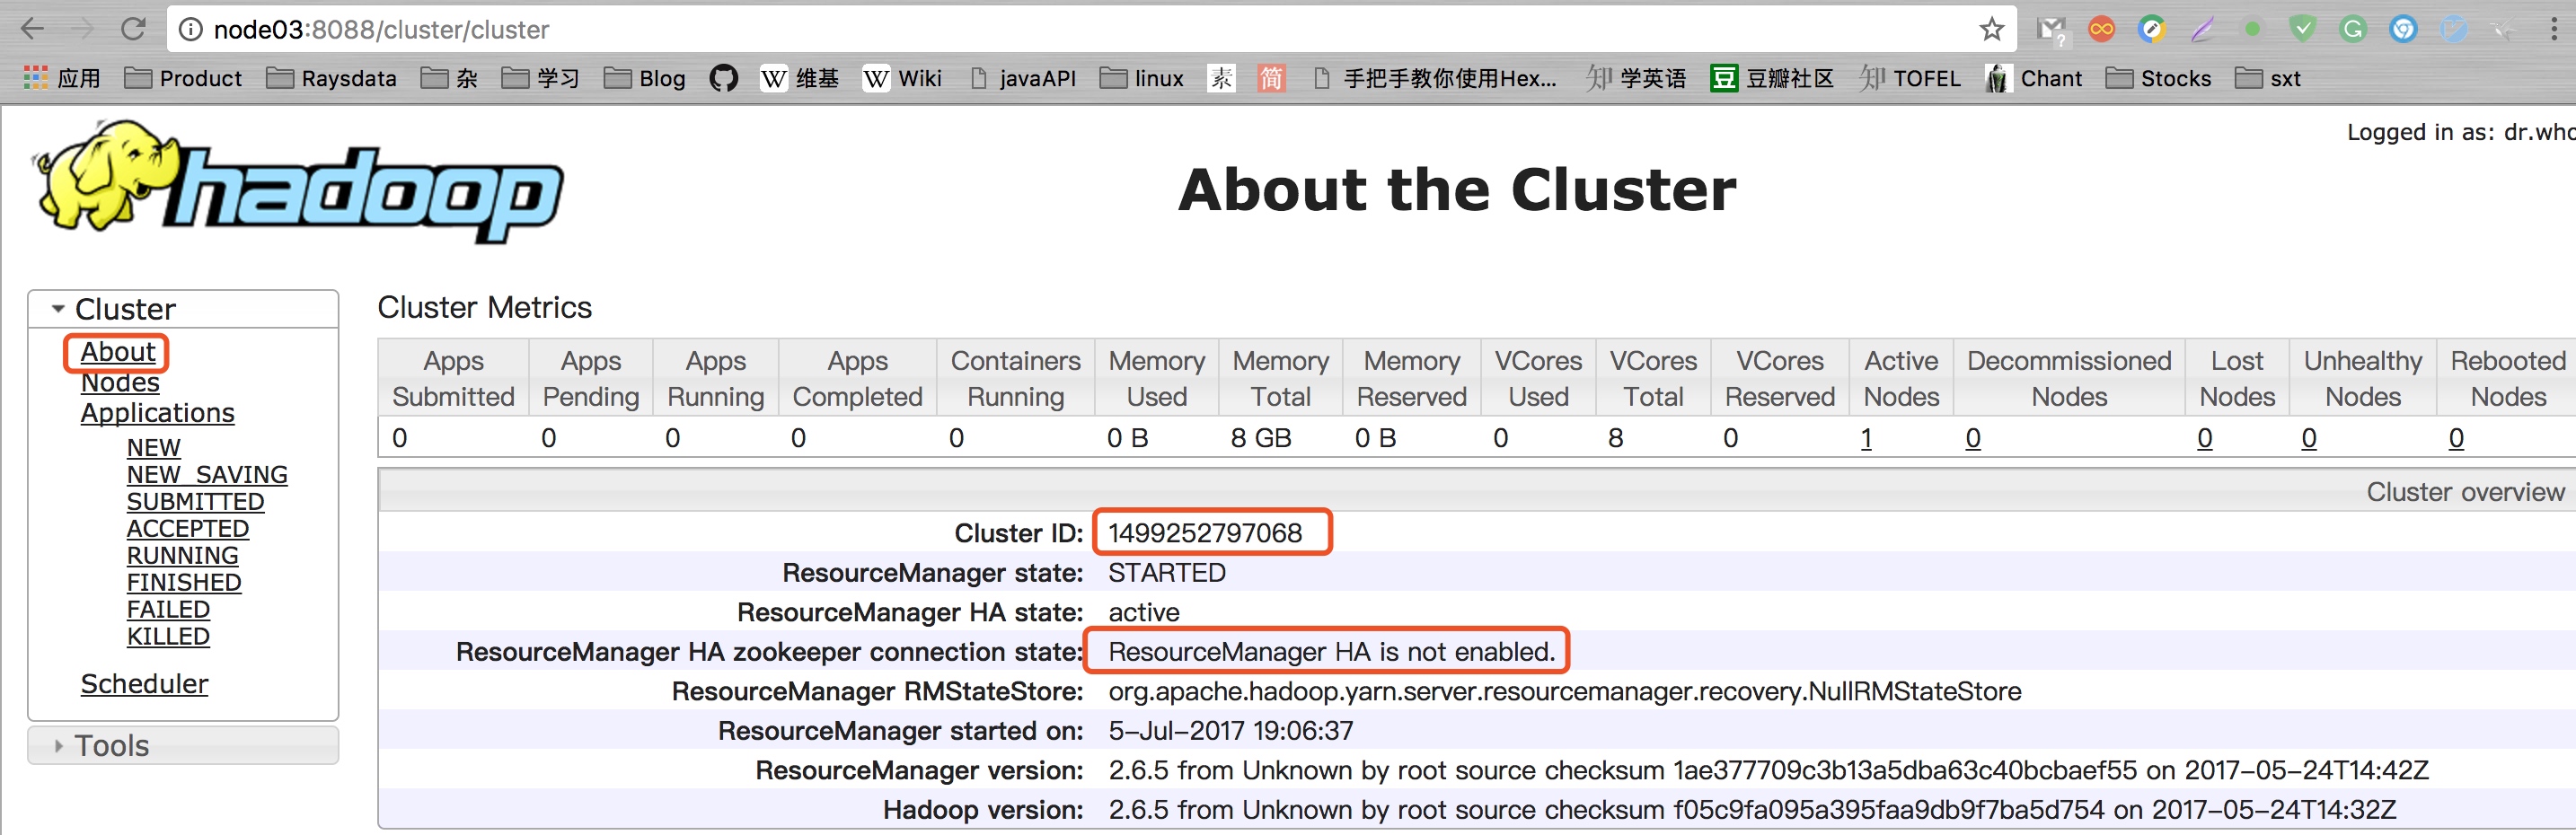 node03:8088/cluster/cluster
应用 Product Raysdata 杂 学习 Blog 维基 Wiki javaAPI linux 素 简 手把手教你使用Hex... 知 学英语 豆 豆瓣社区 知 TOFEL Chant Stocks sxt
hadoop
Logged in as: dr.who
About the Cluster
Cluster
About
Nodes
Applications
NEW
NEW_SAVING
SUBMITTED
ACCEPTED
RUNNING
FINISHED
FAILED
KILLED
Scheduler
Tools
Cluster Metrics
Apps Submitted Apps Pending Apps Running Apps Completed Containers Running Memory Used Memory Total Memory Reserved VCores Used VCores Total VCores Reserved Active Nodes Decommissioned Nodes Lost Nodes Unhealthy Nodes Rebooted Nodes
0 0 0 0 0 0 B 8 GB 0 B 0 8 0 1 0 0 0 0
Cluster overview
Cluster ID: 1499252797068
ResourceManager state: STARTED
ResourceManager HA state: active
ResourceManager HA zookeeper connection state: ResourceManager HA is not enabled.
ResourceManager RMStateStore: org.apache.hadoop.yarn.server.resourcemanager.recovery.NullRMStateStore
ResourceManager started on: 5-Jul-2017 19:06:37
ResourceManager version: 2.6.5 from Unknown by root source checksum 1ae377709c3b13a5dba63c40bcbaef55 on 2017-05-24T14:42Z
Hadoop version: 2.6.5 from Unknown by root source checksum f05c9fa095a395faa9db9f7ba5d754 on 2017-05-24T14:32Z